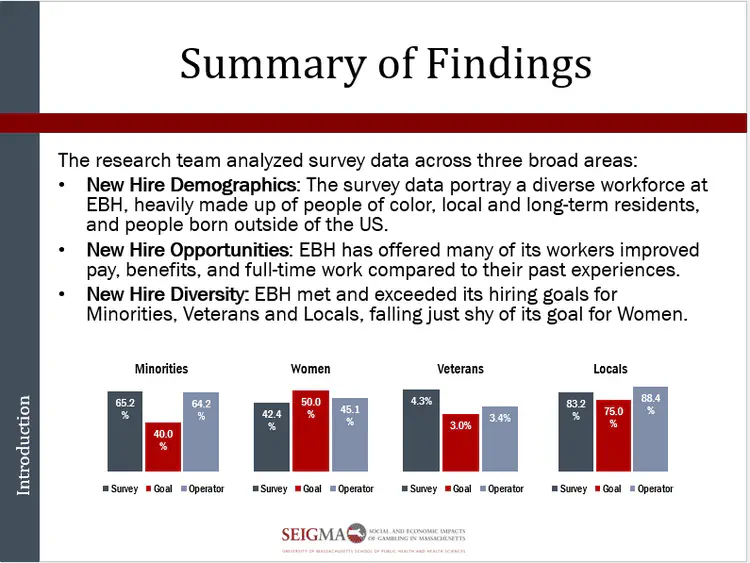 Summary of Findings
The research team analyzed survey data across three broad areas:
• New Hire Demographics: The survey data portray a diverse workforce at
EBH, heavily made up of people of color, local and long-term residents,
and people born outside of the US.
• New Hire Opportunities: EBH has offered many of its workers improved
pay, benefits, and full-time work compared to their past experiences.
• New Hire Diversity: EBH met and exceeded its hiring goals for
Minorities, Veterans and Locals, falling just shy of its goal for Women.
Introduction
Minorities
65.2
%
40.0
%
64.2
%
Survey Goal Operator
Women
42.4
%
50.0
%
45.1
%
Survey Goal Operator
Veterans
4.3%
3.0%
3.4%
Survey Goal Operator
Locals
83.2
%
75.0
%
88.4
%
Survey Goal Operator
SEIGMA SOCIAL AND ECONOMIC IMPACTS
OF GAMBLING IN MASSACHUSETTS
UNIVERSITY OF MASSACHUSETTS SCHOOL OF PUBLIC HEALTH AND HEALTH SCIENCES